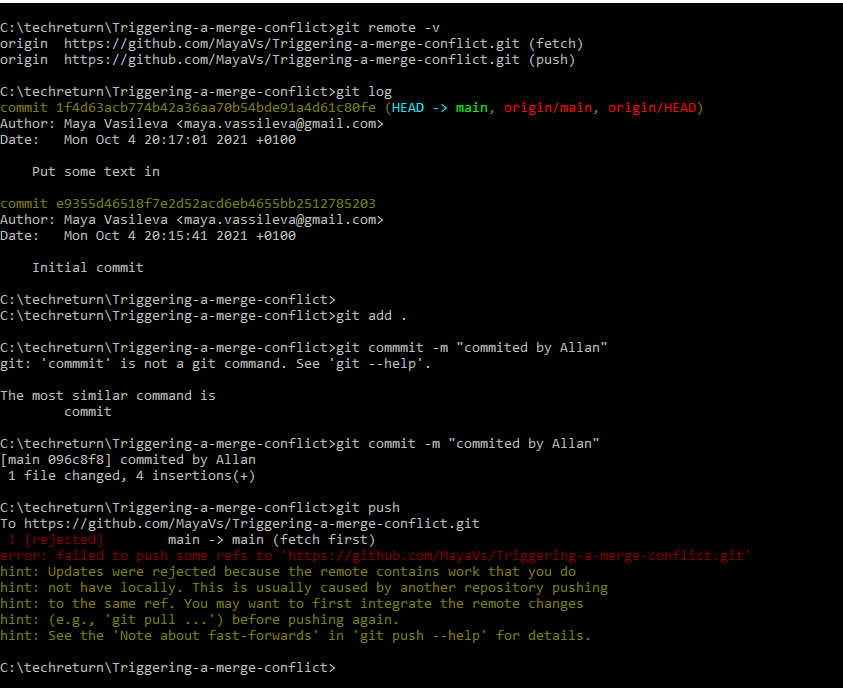 C:\techreturn\Triggering-a-merge-conflict>git remote -v
origin  https://github.com/MayaVs/Triggering-a-merge-conflict.git (fetch)
origin  https://github.com/MayaVs/Triggering-a-merge-conflict.git (push)
C:\techreturn\Triggering-a-merge-conflict>git log
commit 1f4d63acb774b42a36aa70b54bde91a4d61c80fe (HEAD -> main, origin/main, origin/HEAD)
Author: Maya Vasileva <maya.vassileva@gmail.com>
Date:   Mon Oct 4 20:17:01 2021 +0100
    Put some text in
commit e9355d46518f7e2d52acd6eb4655bb2512785203
Author: Maya Vasileva <maya.vassileva@gmail.com>
Date:   Mon Oct 4 20:15:41 2021 +0100
    Initial commit
C:\techreturn\Triggering-a-merge-conflict>
C:\techreturn\Triggering-a-merge-conflict>git add .
C:\techreturn\Triggering-a-merge-conflict>git commmit -m "commited by Allan"
git: 'commmit' is not a git command. See 'git --help'.
The most similar command is
        commit
C:\techreturn\Triggering-a-merge-conflict>git commit -m "commited by Allan"
[main 096c8f8] commited by Allan
 1 file changed, 4 insertions(+)
C:\techreturn\Triggering-a-merge-conflict>git push
To https://github.com/MayaVs/Triggering-a-merge-conflict.git
 ! [rejected]        main -> main (fetch first)
error: failed to push some refs to 'https://github.com/MayaVs/Triggering-a-merge-conflict.git'
hint: Updates were rejected because the remote contains work that you do
hint: not have locally. This is usually caused by another repository pushing
hint: to the same ref. You may want to first integrate the remote changes
hint: (e.g., 'git pull ...') before pushing again.
hint: See the 'Note about fast-forwards' in 'git push --help' for details.
C:\techreturn\Triggering-a-merge-conflict>